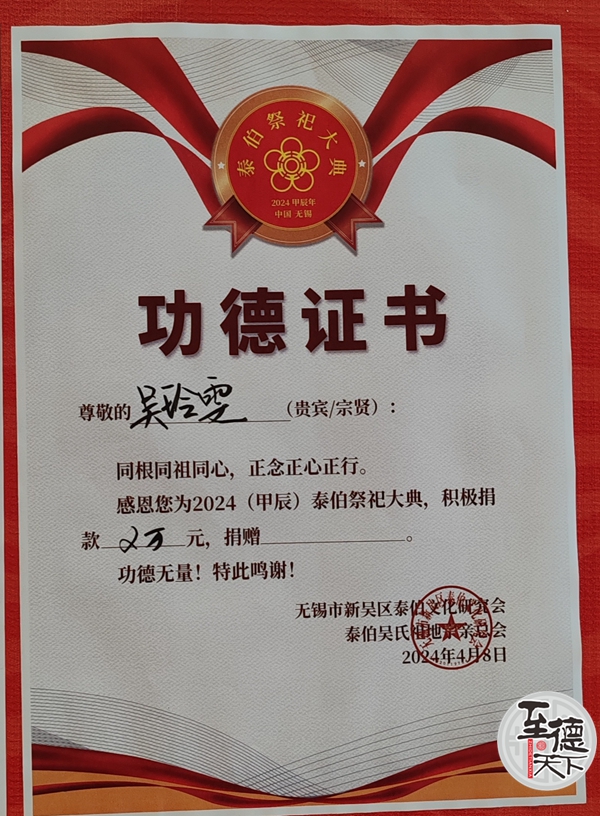 泰伯祭祀大典
2024 甲辰年
中国 无锡
功德证书
尊敬的吴玲雯（贵宾/宗贤）：
同根同祖同心，正念正心正行。
感恩您为2024（甲辰）泰伯祭祀大典，积极捐
款2万元，捐赠。
功德无量！特此鸣谢！
无锡市新吴区泰伯文化研究会
泰伯吴氏祖地宗亲总会
2024年4月8日
至德
天下